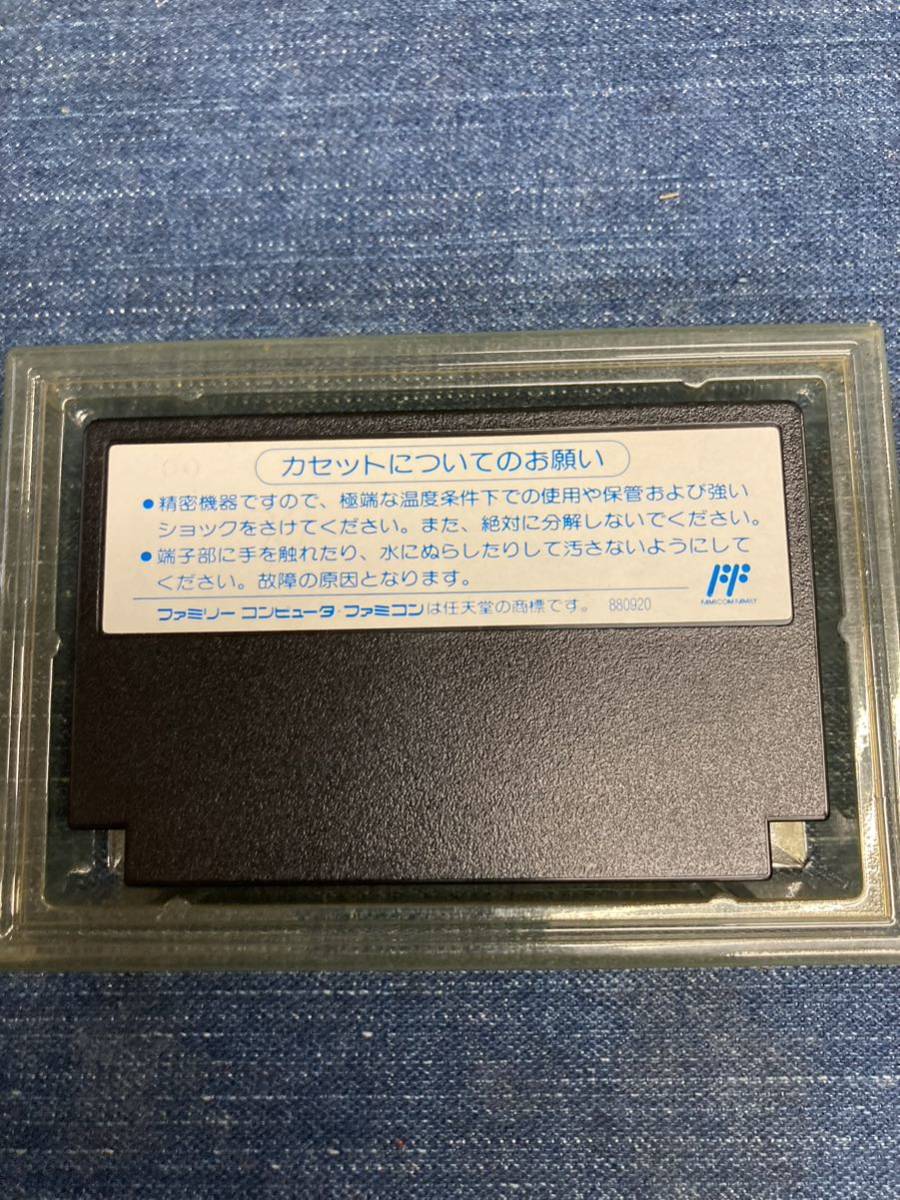 カセットについてのお願い
●精密機器ですので、極端な温度条件下での使用や保管および強い
ショックをさけてください。また、絶対に分解しないでください。
●端子部に手を触れたり、水にぬらしたりして汚さないようにして
ください。故障の原因となります。
ファミリーコンピュータ・ファミコンは任天堂の商標です。 880920